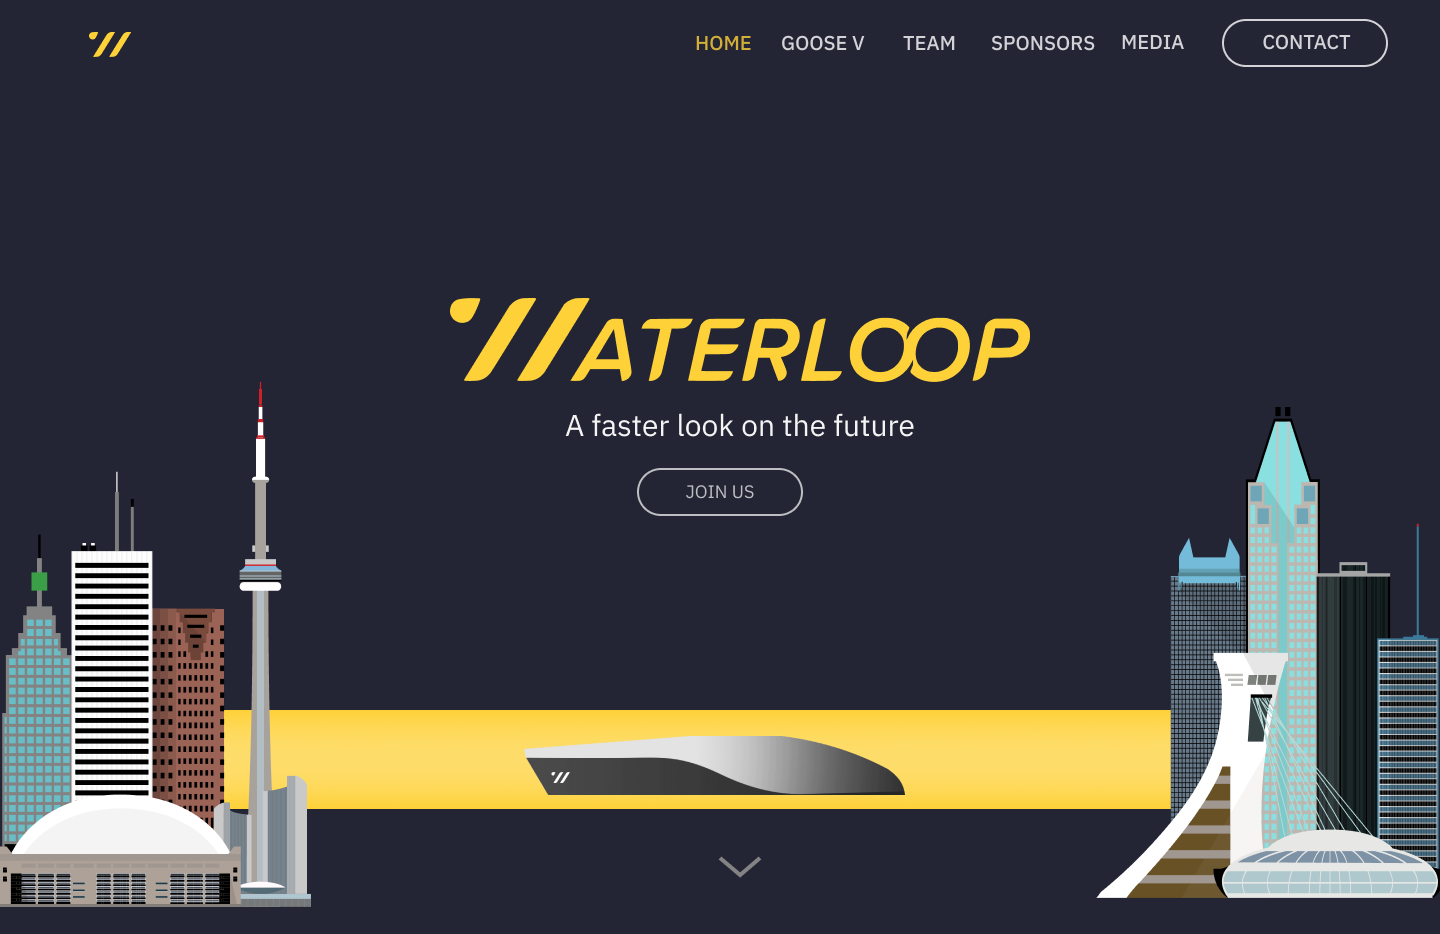 HOME GOOSE V TEAM SPONSORS MEDIA CONTACT
WATERLOOP
A faster look on the future
JOIN US